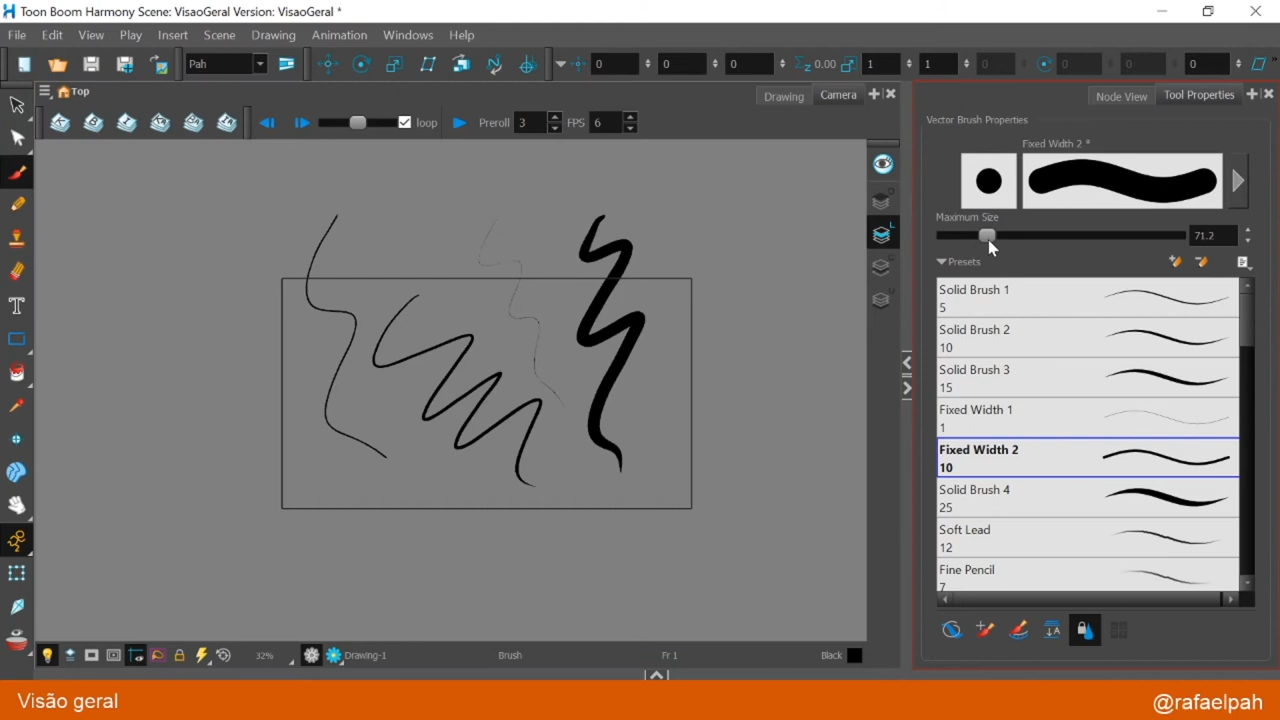 Toon Boom Harmony Scene: VisaoGeral Version: VisaoGeral *
File Edit View Play Insert Scene Drawing Animation Windows Help
Pah 0 0 0 0.00 1 1 0 0 0 0
Top Drawing Camera Node View Tool Properties
loop Preroll 3 FPS 6
Vector Brush Properties
Fixed Width 2 *
Maximum Size
71.2
Presets
Solid Brush 1
5
Solid Brush 2
10
Solid Brush 3
15
Fixed Width 1
1
Fixed Width 2
10
Solid Brush 4
25
Soft Lead
12
Fine Pencil
7
32% Drawing-1 Brush Fr 1 Black
Visão geral @rafaelpah